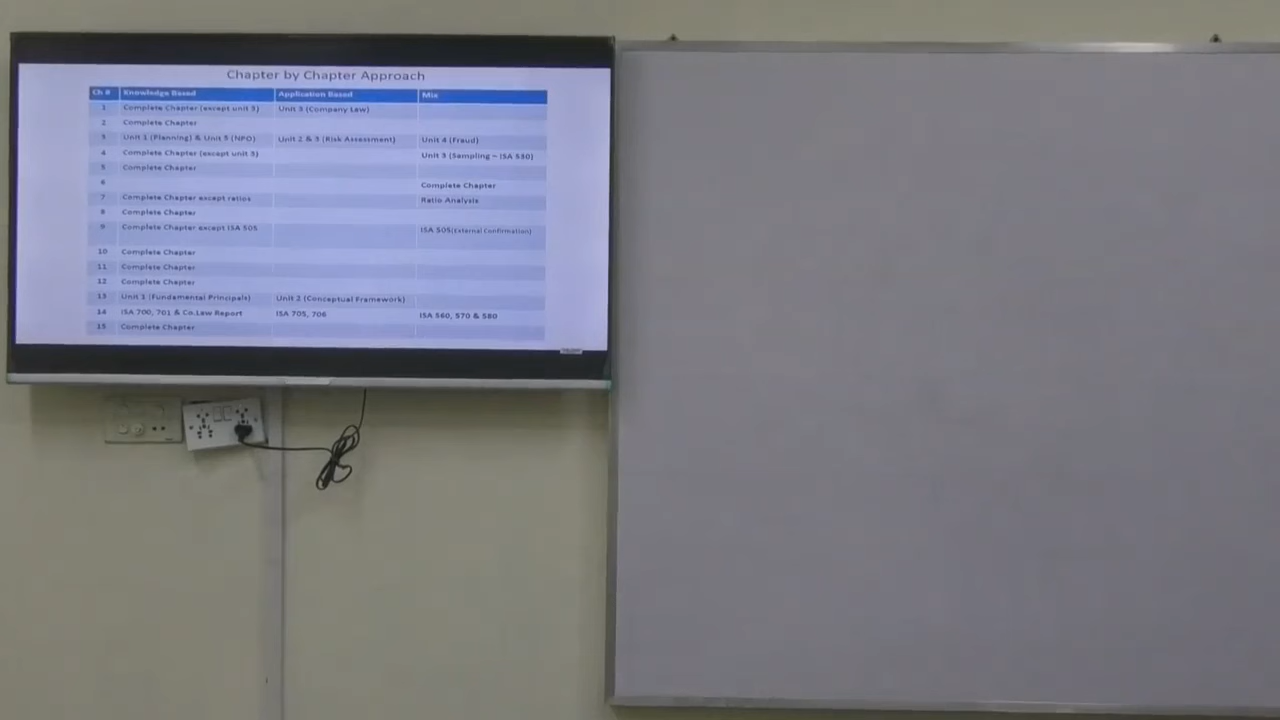 Chapter by Chapter Approach
Ch # Knowledge Based Application Based Mix
1 Complete Chapter (except unit 3) Unit 3 (Company Law)
2 Complete Chapter
3 Unit 1 (Planning) & Unit 5 (NPO) Unit 2 & 3 (Risk Assessment) Unit 4 (Fraud)
4 Complete Chapter (except unit 3) Unit 3 (Sampling – ISA 530)
5 Complete Chapter
6 Complete Chapter
7 Complete Chapter except ratios Ratio Analysis
8 Complete Chapter
9 Complete Chapter except ISA 505 ISA 505(External Confirmation)
10 Complete Chapter
11 Complete Chapter
12 Complete Chapter
13 Unit 1 (Fundamental Principals) Unit 2 (Conceptual Framework)
14 ISA 700, 701 & Co.Law Report ISA 705, 706 ISA 560, 570 & 580
15 Complete Chapter